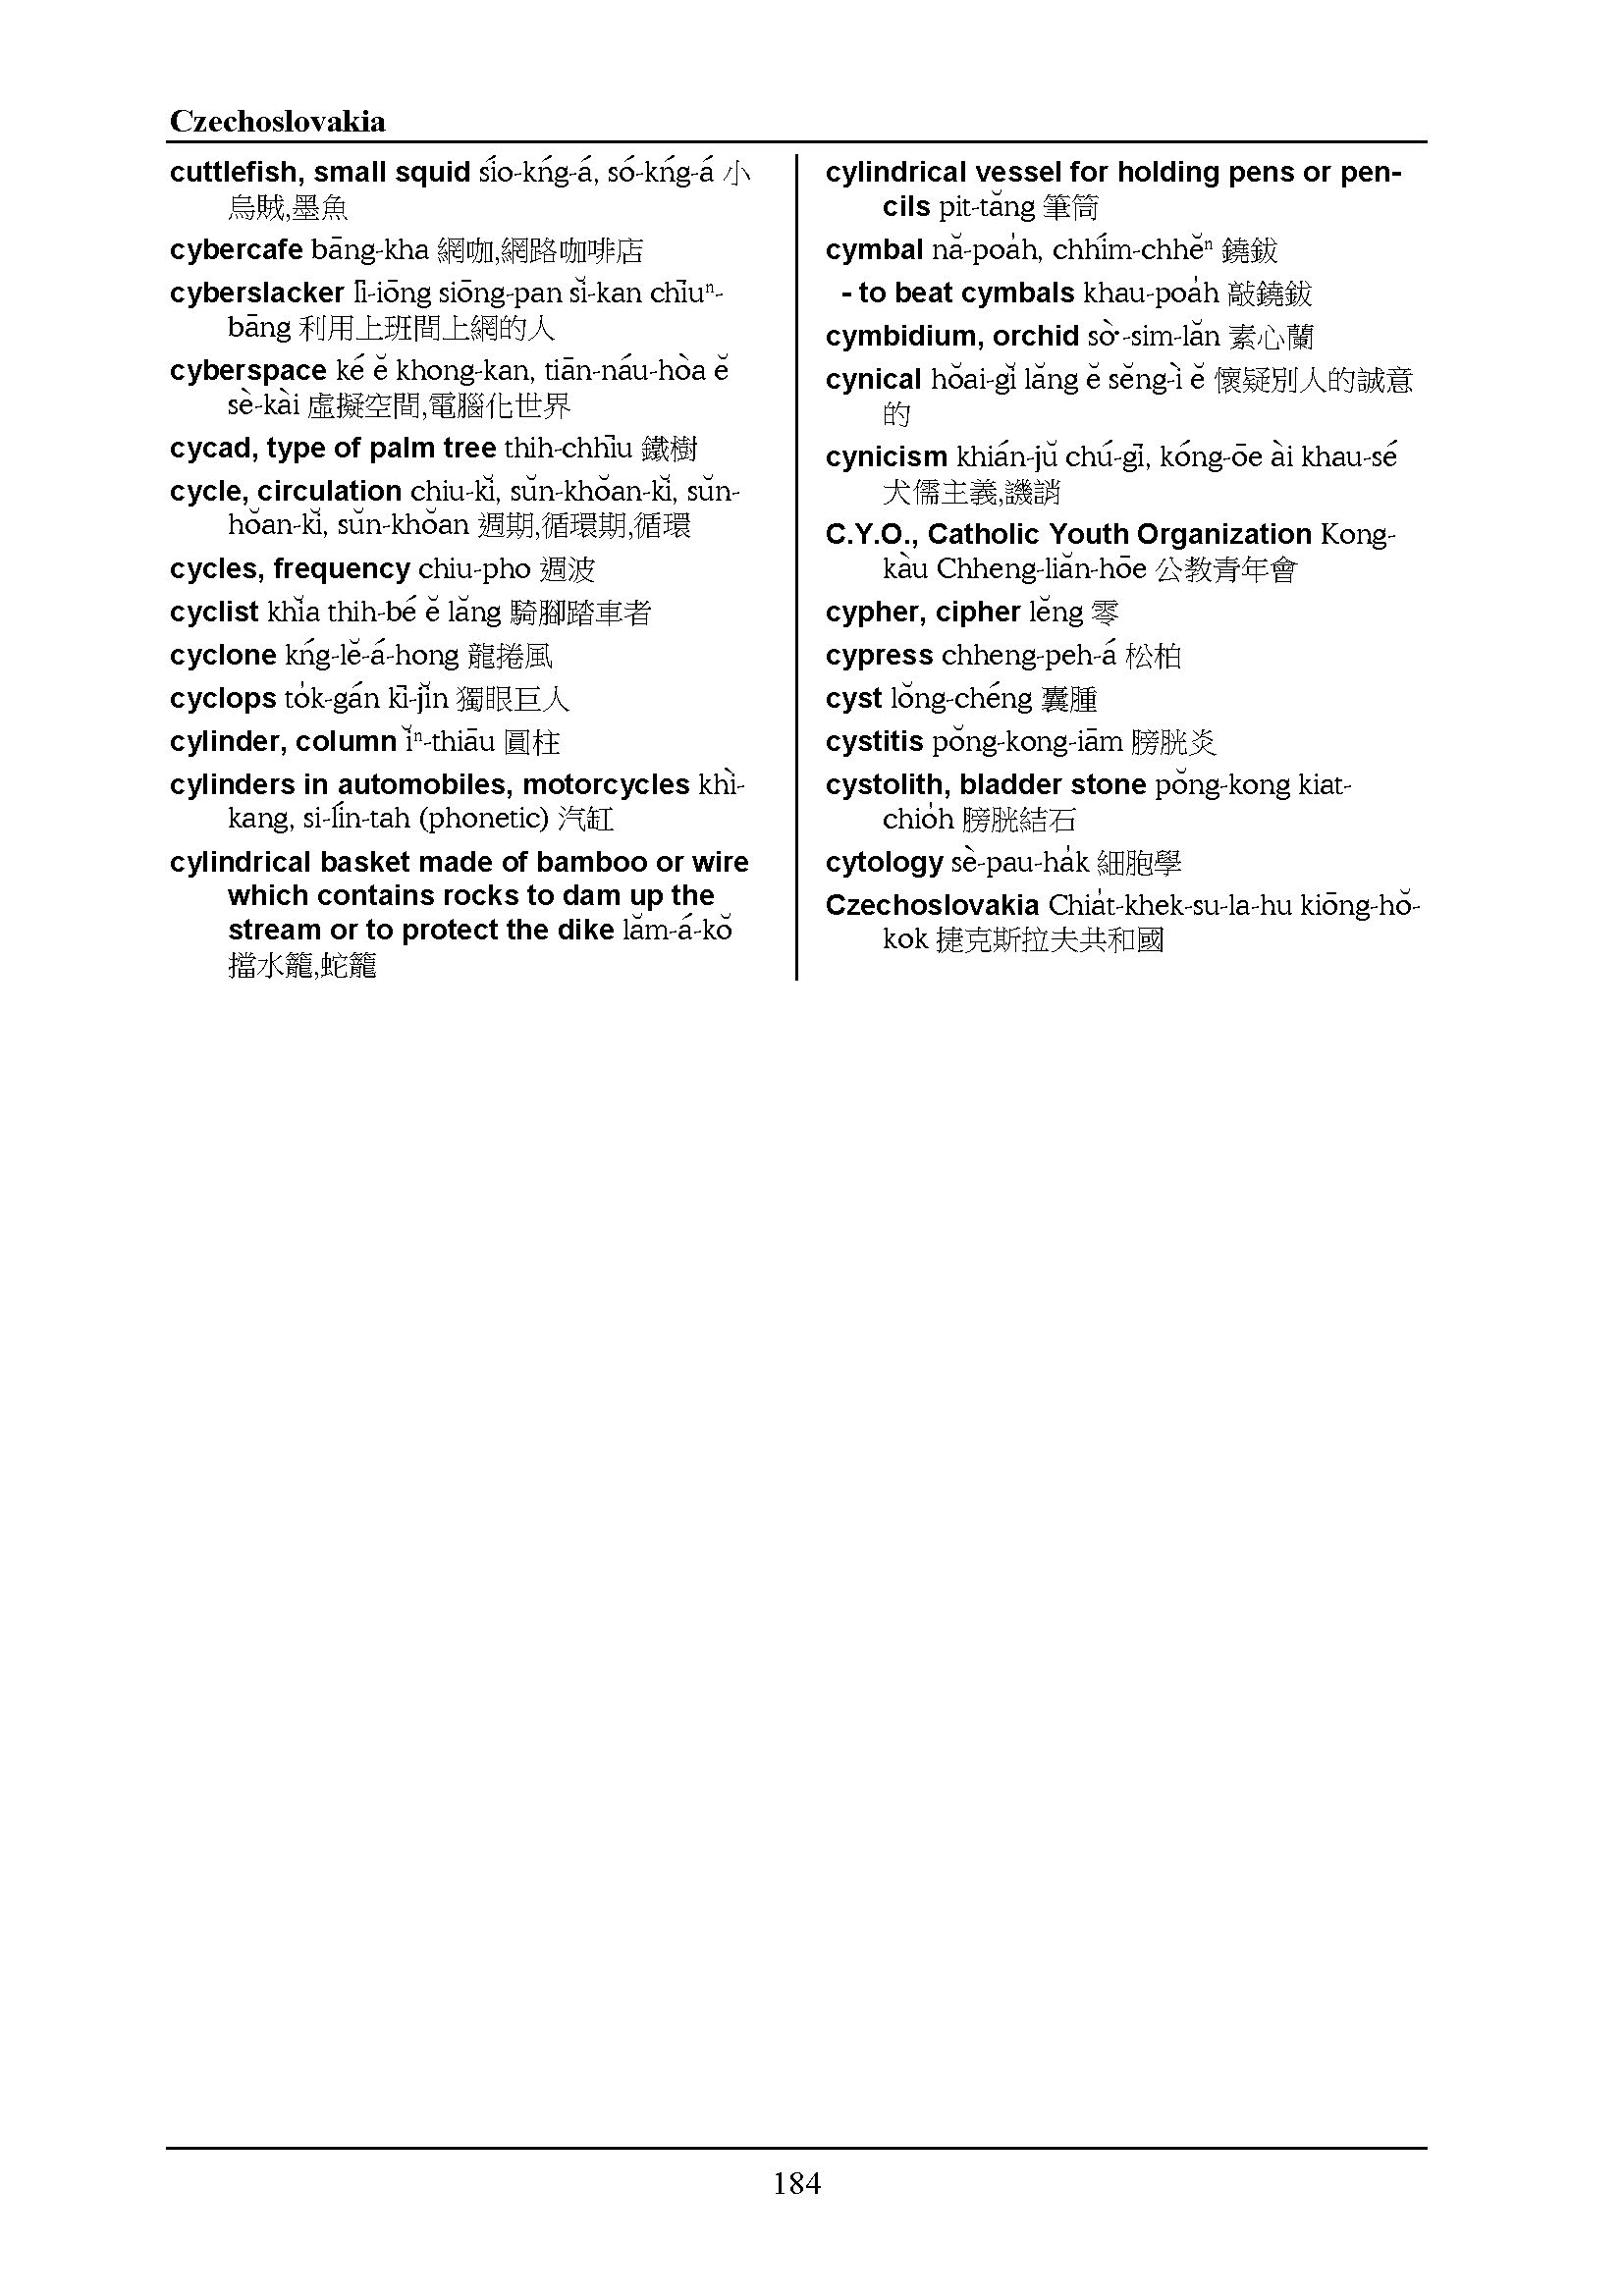 Czechoslovakia
cuttlefish, small squid sío-kńg-á, só-kńg-á 小
烏賊,墨魚
cybercafe bāng-kha 網咖,網路咖啡店
cyberslacker lī-iōng siōng-pan sĭ-kan chīuⁿ-
bāng 利用上班間上網的人
cyberspace ké ĕ khong-kan, tiān-náu-hòa ĕ
sè-kài 虛擬空間,電腦化世界
cycad, type of palm tree thih-chhīu 鐵樹
cycle, circulation chiu-kĭ, sŭn-khŏan-kĭ, sŭn-
hŏan-kĭ, sŭn-khŏan 週期,循環期,循環
cycles, frequency chiu-pho 週波
cyclist khĭa thih-bé ĕ lăng 騎腳踏車者
cyclone kńg-lĕ-á-hong 龍捲風
cyclops to̍k-gán kī-jĭn 獨眼巨人
cylinder, column ĭⁿ-thiāu 圓柱
cylinders in automobiles, motorcycles khì-
kang, si-lín-tah (phonetic) 汽缸
cylindrical basket made of bamboo or wire
which contains rocks to dam up the
stream or to protect the dike lăm-á-kŏ
擋水籠,蛇籠
cylindrical vessel for holding pens or pen-
cils pit-tăng 筆筒
cymbal nă-poa̍h, chhím-chhĕⁿ 鐃鈸
- to beat cymbals khau-poa̍h 敲鐃鈸
cymbidium, orchid sò͘-sim-lăn 素心蘭
cynical hŏai-gĭ lăng ĕ sĕng-ì ĕ 懷疑別人的誠意
的
cynicism khián-jŭ chú-gī, kóng-ōe ài khau-sé
犬儒主義,譏誚
C.Y.O., Catholic Youth Organization Kong-
kàu Chheng-liăn-hōe 公教青年會
cypher, cipher lĕng 零
cypress chheng-peh-á 松柏
cyst lŏng-chéng 囊腫
cystitis pŏng-kong-iām 膀胱炎
cystolith, bladder stone pŏng-kong kiat-
chio̍h 膀胱結石
cytology sè-pau-ha̍k 細胞學
Czechoslovakia Chia̍t-khek-su-la-hu kiōng-hŏ-
kok 捷克斯拉夫共和國
184